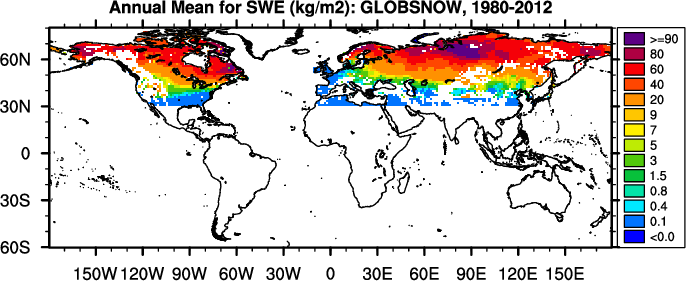 Annual Mean for SWE (kg/m2): GLOBSNOW, 1980-2012
60N
30N
0
30S
60S
150W 120W 90W 60W 30W 0 30E 60E 90E 120E 150E
>=90
80
60
40
20
9
7
5
3
1.5
0.8
0.4
0.1
<0.0